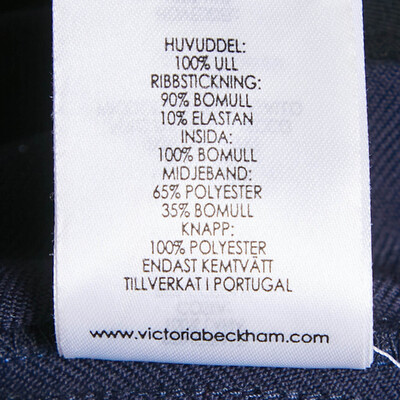 HUVUDDEL:
100% ULL
RIBBSTICKNING:
90% BOMULL
10% ELASTAN
INSIDA:
100% BOMULL
MIDJEBAND:
65% POLYESTER
35% BOMULL
KNAPP:
100% POLYESTER
ENDAST KEMTVÄTT
TILLVERKAT I PORTUGAL
www.victoriabeckham.com